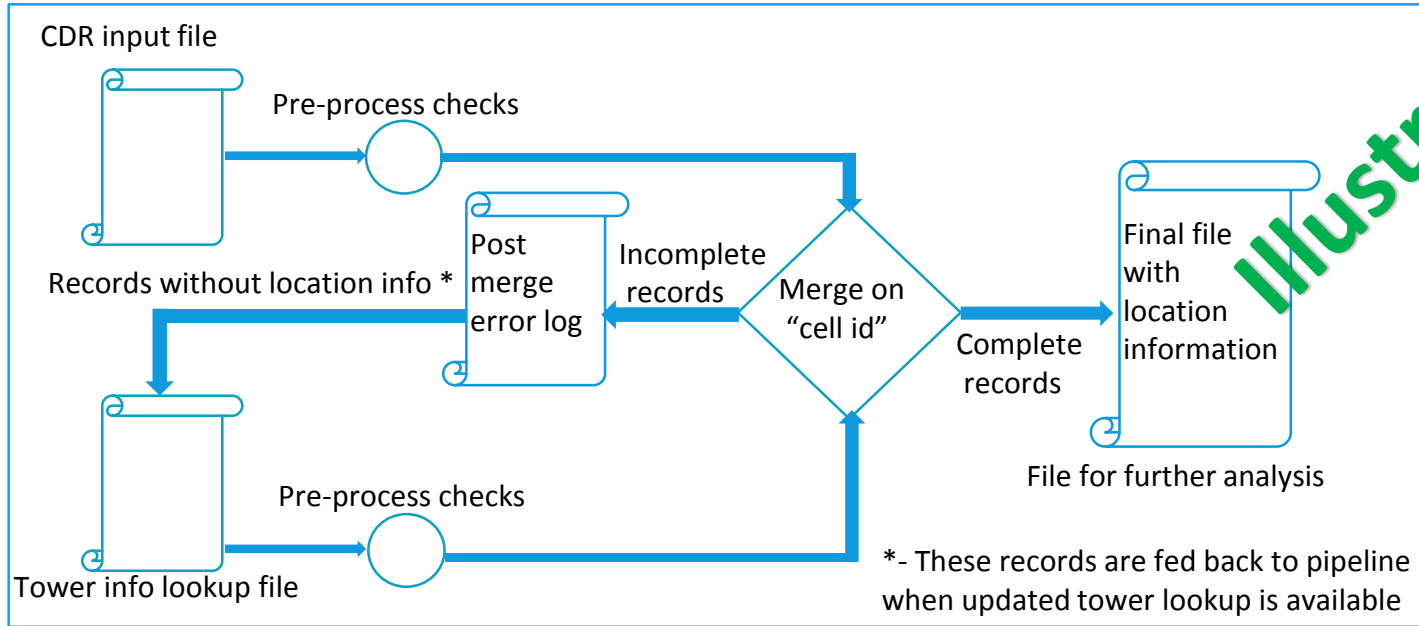 CDR input file
Pre-process checks
Records without location info *
Post
merge
error log
Incomplete
records
Merge on
“cell id”
Complete
records
Final file
with
location
information
File for further analysis
Pre-process checks
Tower info lookup file
*- These records are fed back to pipeline
when updated tower lookup is available